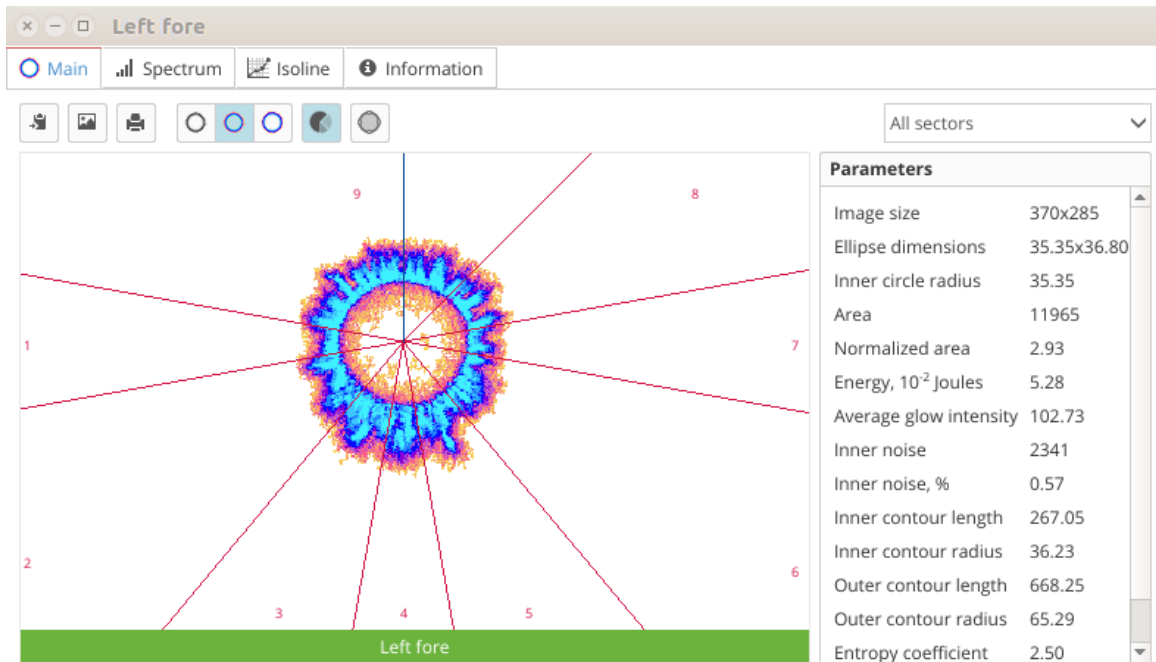 Left fore
Main Spectrum Isoline Information
All sectors
Parameters
9 8
1 7
2 6
3 4 5
Left fore
Image size 370x285
Ellipse dimensions 35.35x36.80
Inner circle radius 35.35
Area 11965
Normalized area 2.93
Energy, 10⁻² Joules 5.28
Average glow intensity 102.73
Inner noise 2341
Inner noise, % 0.57
Inner contour length 267.05
Inner contour radius 36.23
Outer contour length 668.25
Outer contour radius 65.29
Entropy coefficient 2.50